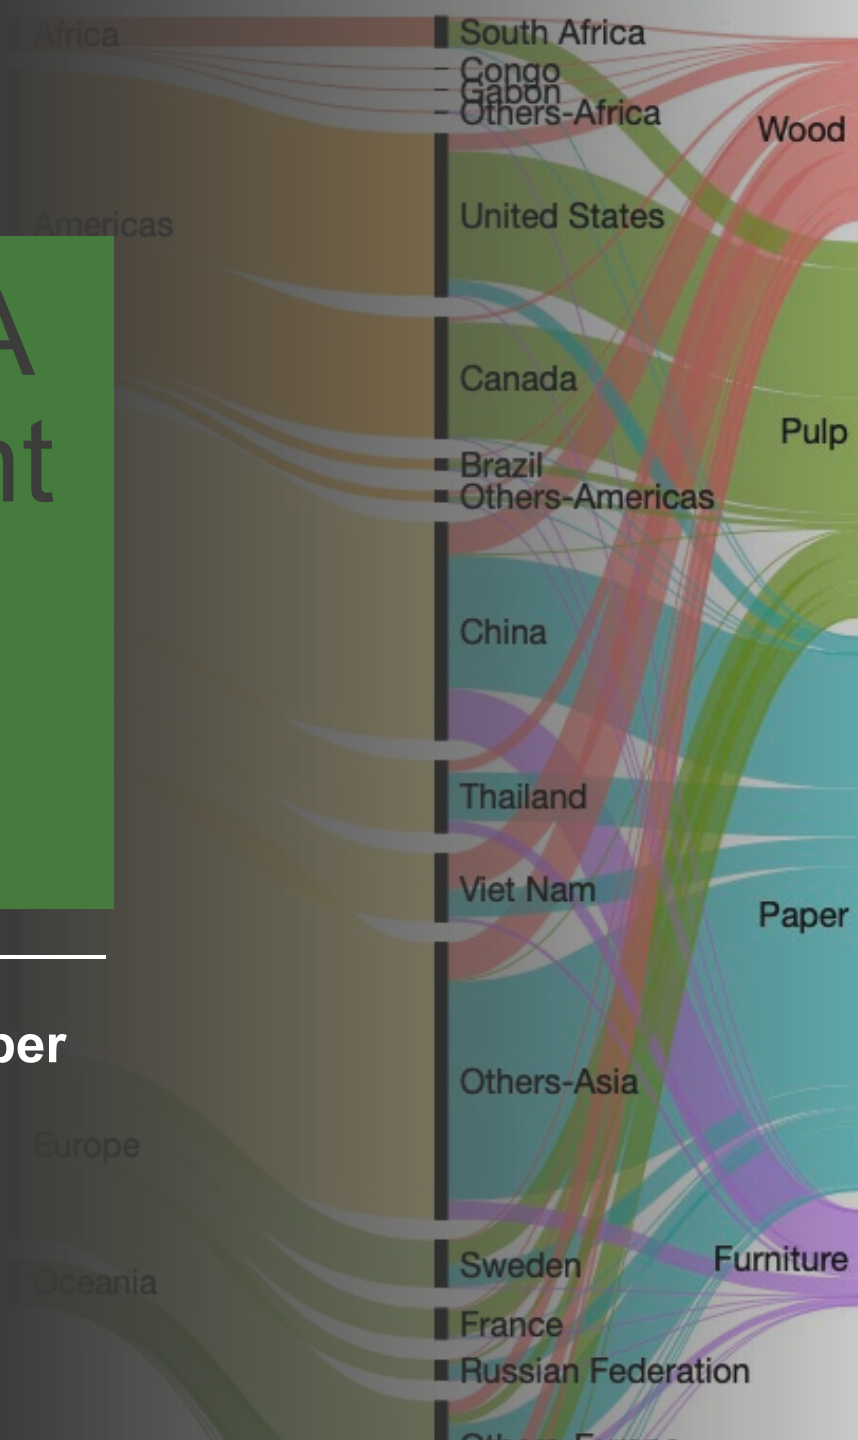 Africa
South Africa
Congo
Gabon
Others-Africa
Wood
Americas
United States
A
nt
Canada
Pulp
Brazil
Others-Americas
China
Thailand
Viet Nam
Paper
per
Others-Asia
Europe
Sweden
Furniture
Oceania
France
Russian Federation